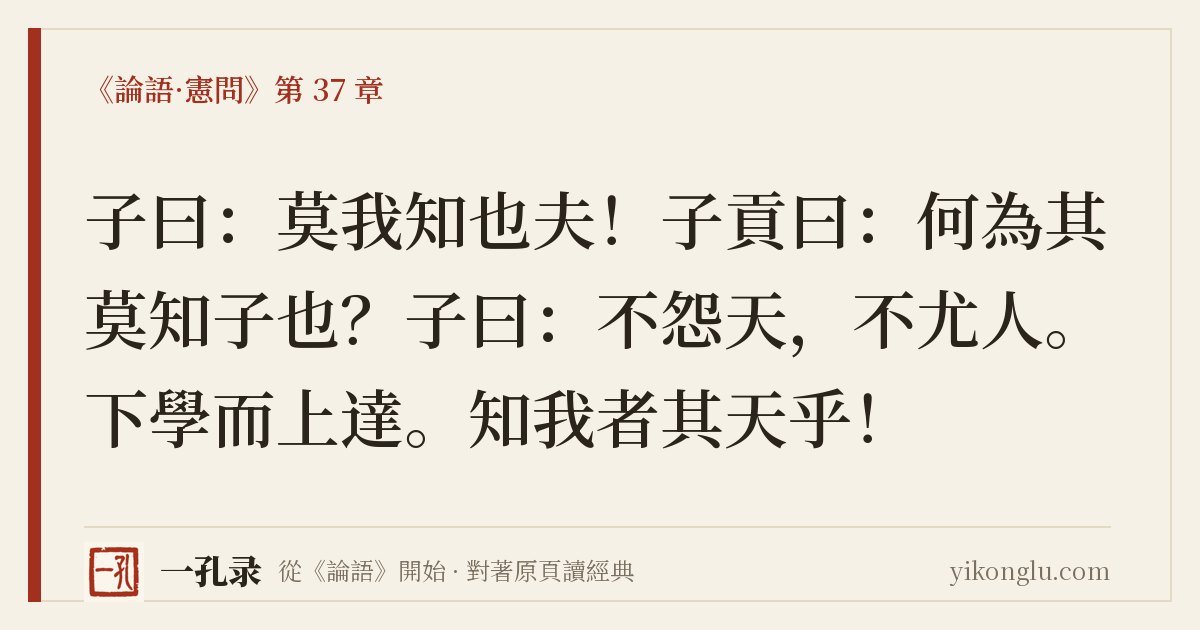 《論語·憲問》第 37 章
子曰：莫我知也夫！子貢曰：何為其
莫知子也？子曰：不怨天，不尤人。
下學而上達。知我者其天乎！
一孔
一孔录
從《論語》開始 · 對著原頁讀經典
yikonglu.com